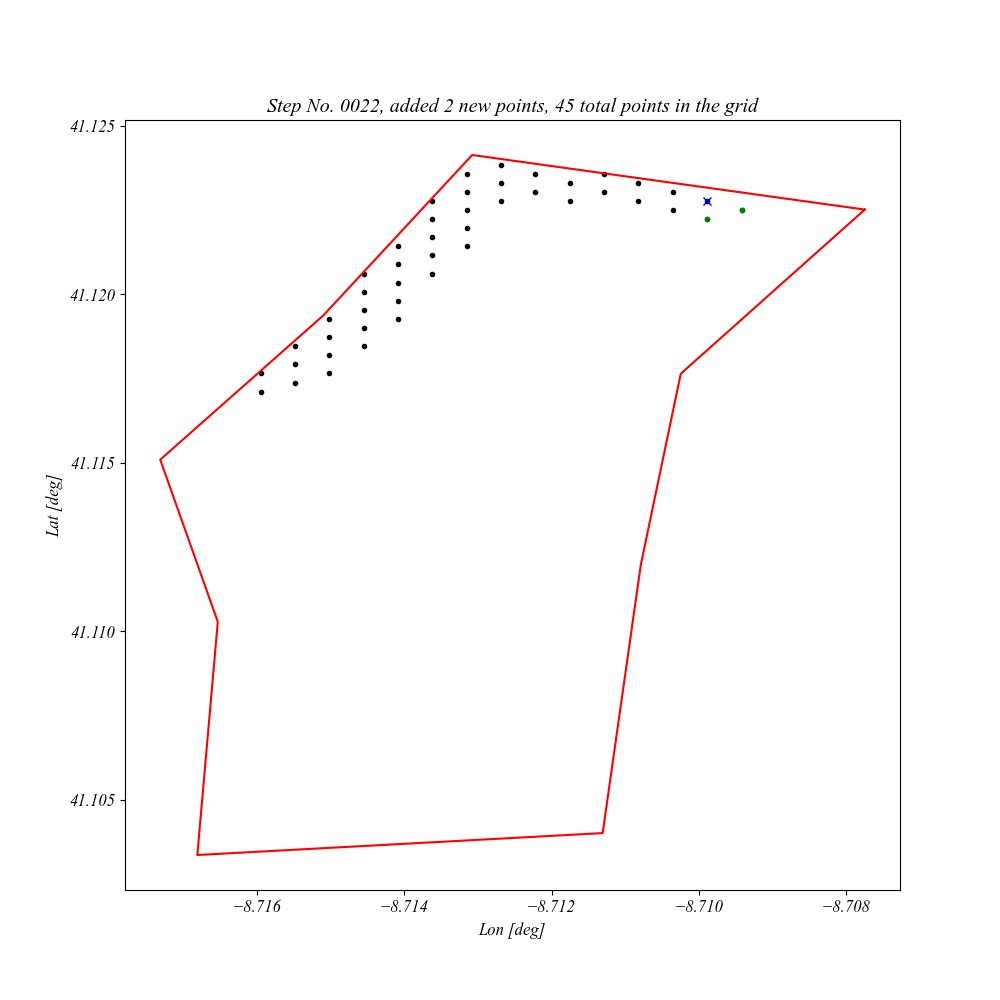 Step No. 0022, added 2 new points, 45 total points in the grid
41.125
41.120
41.115
41.110
41.105
Lat [deg]
−8.716 −8.714 −8.712 −8.710 −8.708
Lon [deg]